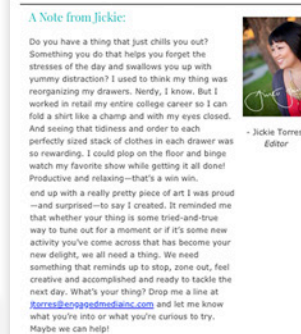 A Note from Jickie:
Do you have a thing that just chills you out?
Something you do that helps you forget the
stresses of the day and swallows you up with
yummy distraction? I used to think my thing was
reorganizing my drawers. Nerdy, I know. But I
worked in retail my entire college career so I can
fold a shirt like a champ and with my eyes closed.
And seeing that tidiness and order to each
perfectly sized stack of clothes in each drawer was
so rewarding. I could plop on the floor and binge
watch my favorite show while getting it all done!
Productive and relaxing—that's a win win.
end up with a really pretty piece of art I was proud
—and surprised—to say I created. It reminded me
that whether your thing is some tried-and-true
way to tune out for a moment or if it's some new
activity you've come across that has become your
new delight, we all need a thing. We need
something that reminds up to stop, zone out, feel
creative and accomplished and ready to tackle the
next day. What's your thing? Drop me a line at
jtorres@engagedmediainc.com and let me know
what you're into or what you're curious to try.
Maybe we can help!
- Jickie Torres
Editor